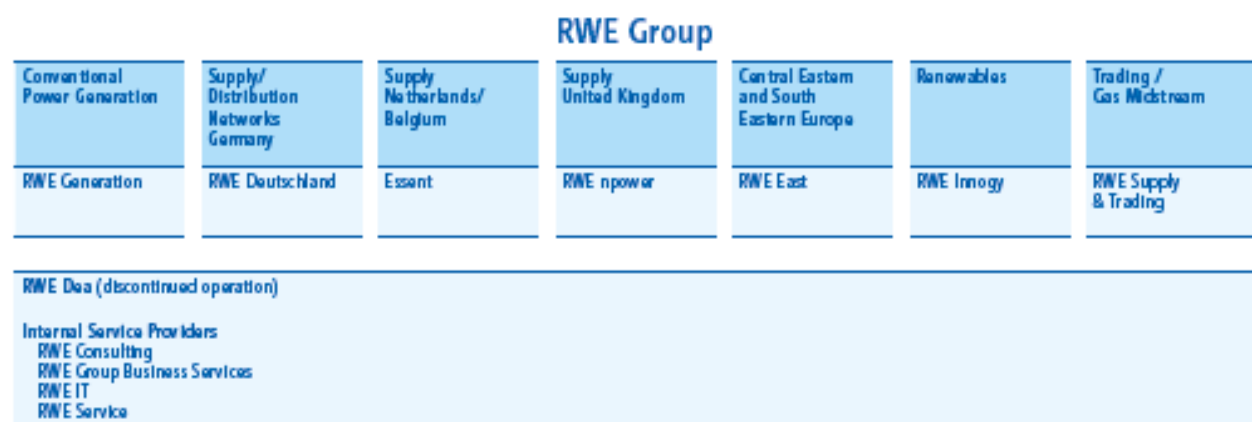 RWE Group
Conventional
Power Generation
Supply/
Distribution
Networks
Germany
Supply
Netherlands/
Belgium
Supply
United Kingdom
Central Eastern
and South
Eastern Europe
Renewables
Trading /
Gas Midstream
RWE Generation
RWE Deutschland
Essent
RWE npower
RWE East
RWE Innogy
RWE Supply
& Trading
RWE Dea (discontinued operation)
Internal Service Providers
RWE Consulting
RWE Group Business Services
RWE IT
RWE Service